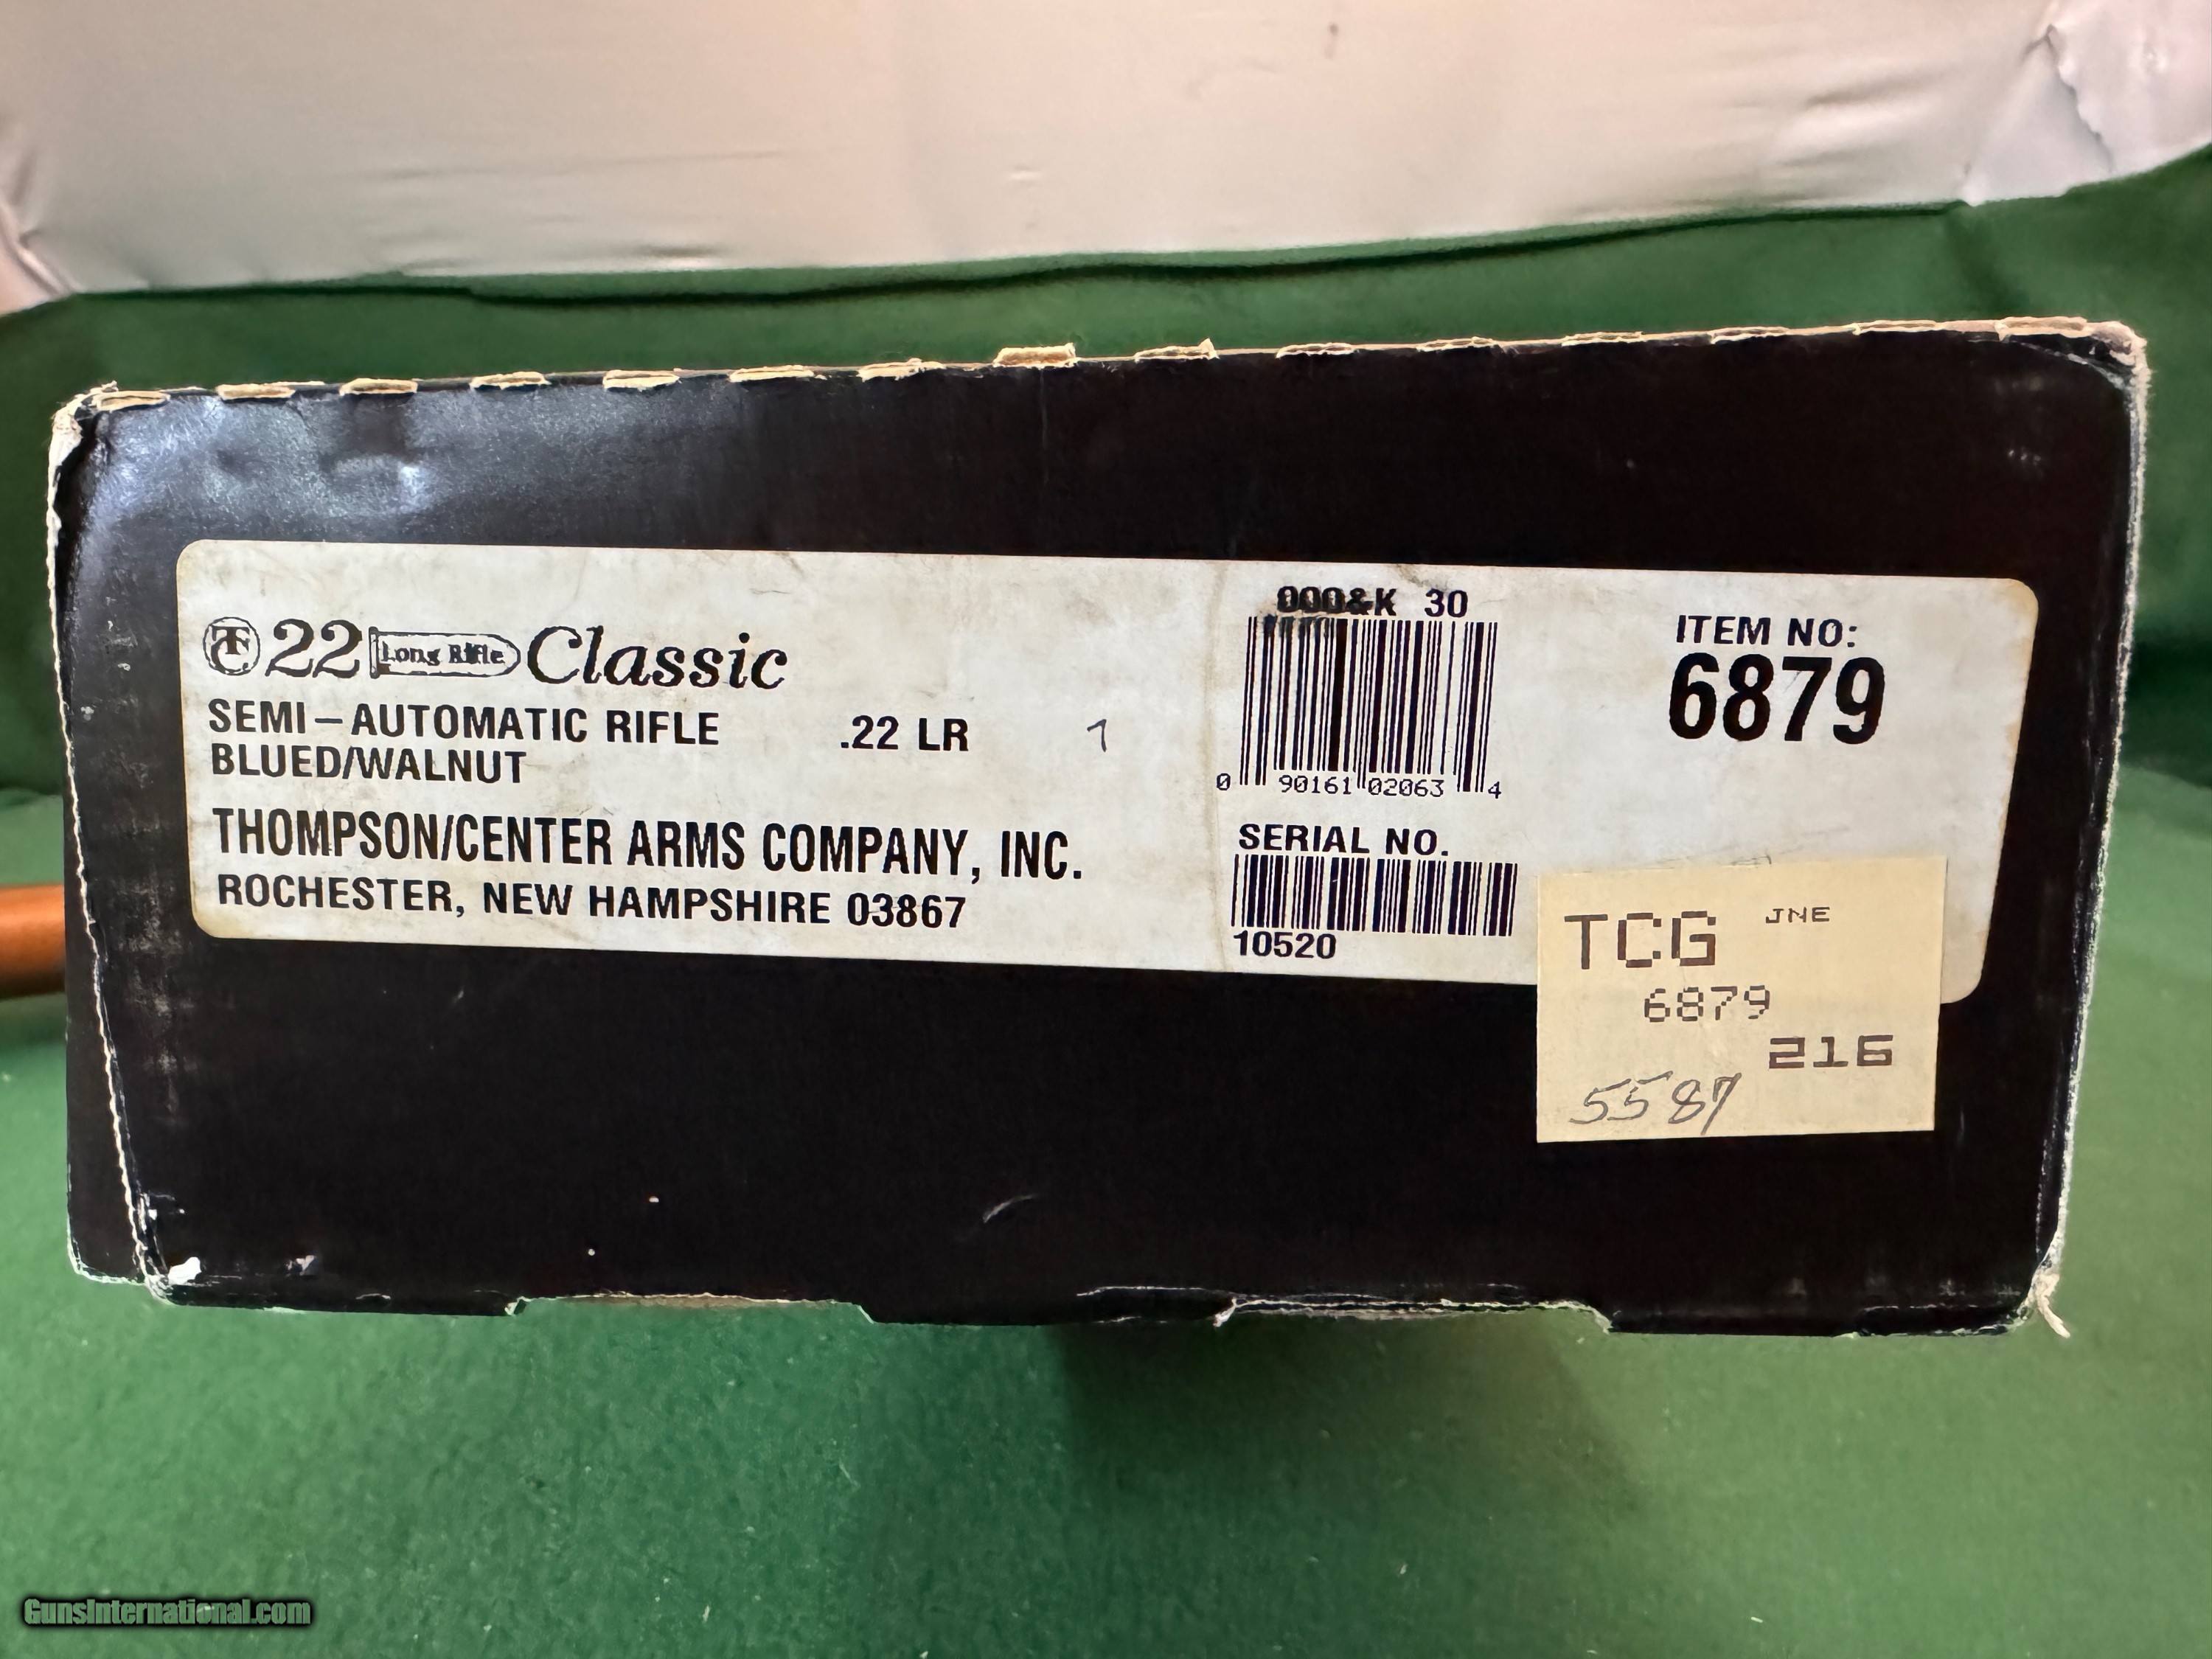 TC 22 Long Rifle Classic
SEMI-AUTOMATIC RIFLE .22 LR 1
BLUED/WALNUT
THOMPSON/CENTER ARMS COMPANY, INC.
ROCHESTER, NEW HAMPSHIRE 03867
000&K 30
0 90161 02063 4
SERIAL NO.
10520
ITEM NO:
6879
TCG JNE
6879
216
5587
GunsInternational.com